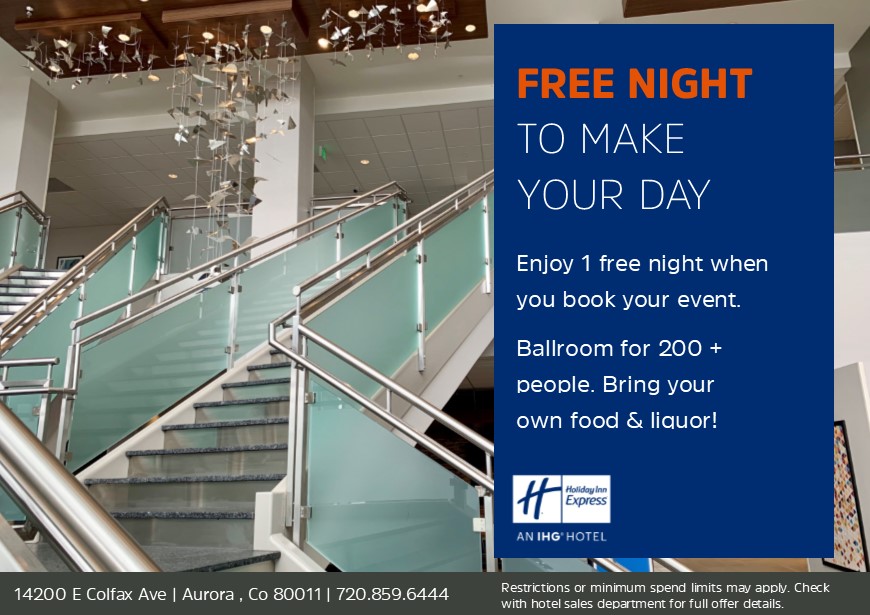 FREE NIGHT
TO MAKE
YOUR DAY
Enjoy 1 free night when
you book your event.
Ballroom for 200 +
people. Bring your
own food & liquor!
H Holiday Inn
Express
AN IHG® HOTEL
14200 E Colfax Ave | Aurora , Co 80011 | 720.859.6444
Restrictions or minimum spend limits may apply. Check
with hotel sales department for full offer details.